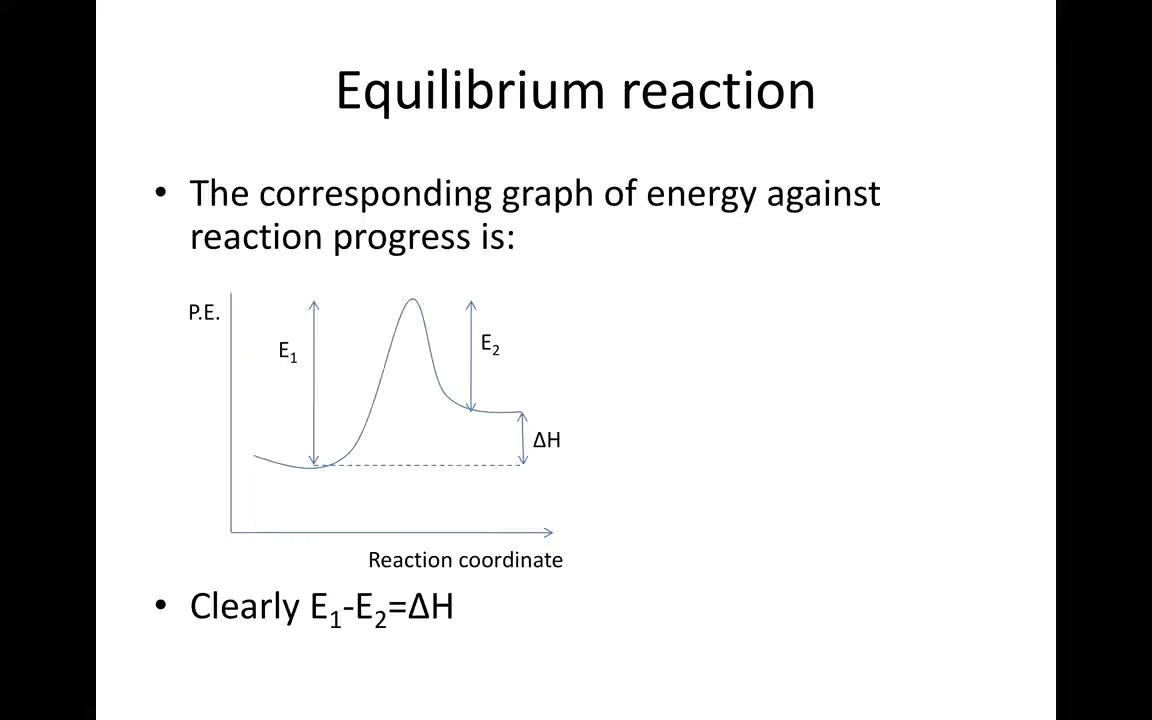 Equilibrium reaction
• The corresponding graph of energy against
reaction progress is:
P.E.
E₁
E₂
ΔH
Reaction coordinate
• Clearly E₁-E₂=ΔH